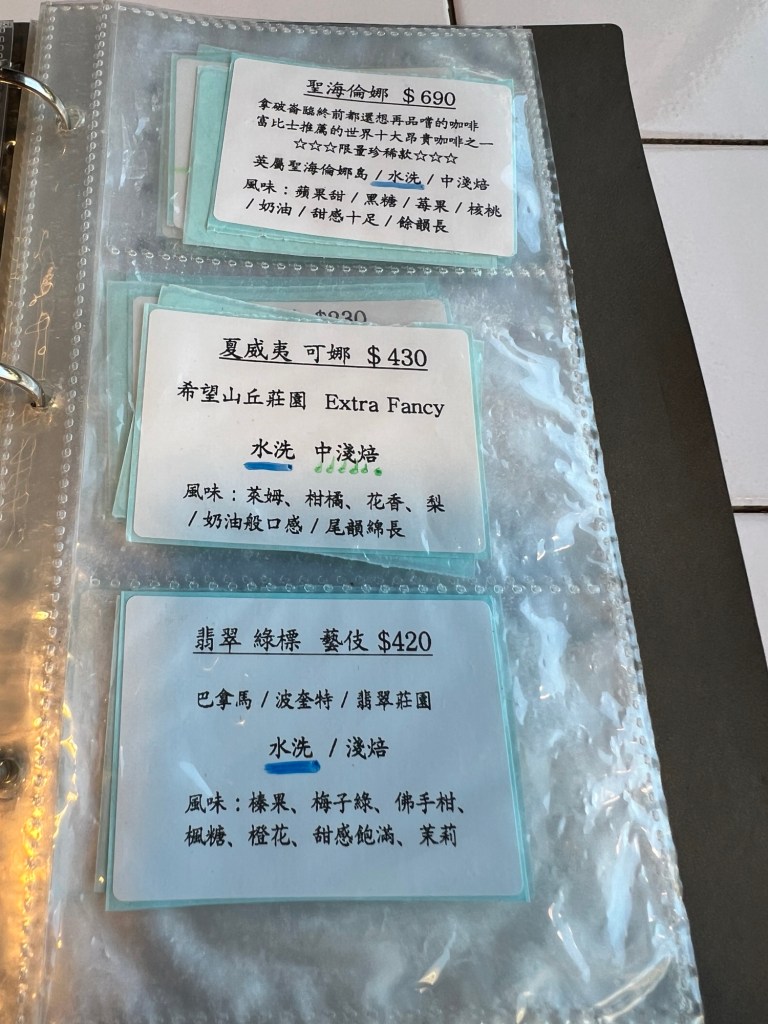 聖海倫娜 $690
拿破崙臨終前都還想再品嚐的咖啡
富比士推薦的世界十大昂貴咖啡之一
☆☆☆限量珍稀款☆☆☆
英屬聖海倫娜島 / 水洗 / 中淺焙
風味：蘋果甜 / 黑糖 / 莓果 / 核桃
/ 奶油 / 甜感十足 / 餘韻長
$230
夏威夷 可娜 $430
希望山丘莊園 Extra Fancy
水洗 中淺焙
風味：萊姆、柑橘、花香、梨
/ 奶油般口感 / 尾韻綿長
翡翠 綠標 藝伎 $420
巴拿馬 / 波奎特 / 翡翠莊園
水洗 / 淺焙
風味：榛果、梅子綠、佛手柑、
楓糖、橙花、甜感飽滿、茉莉